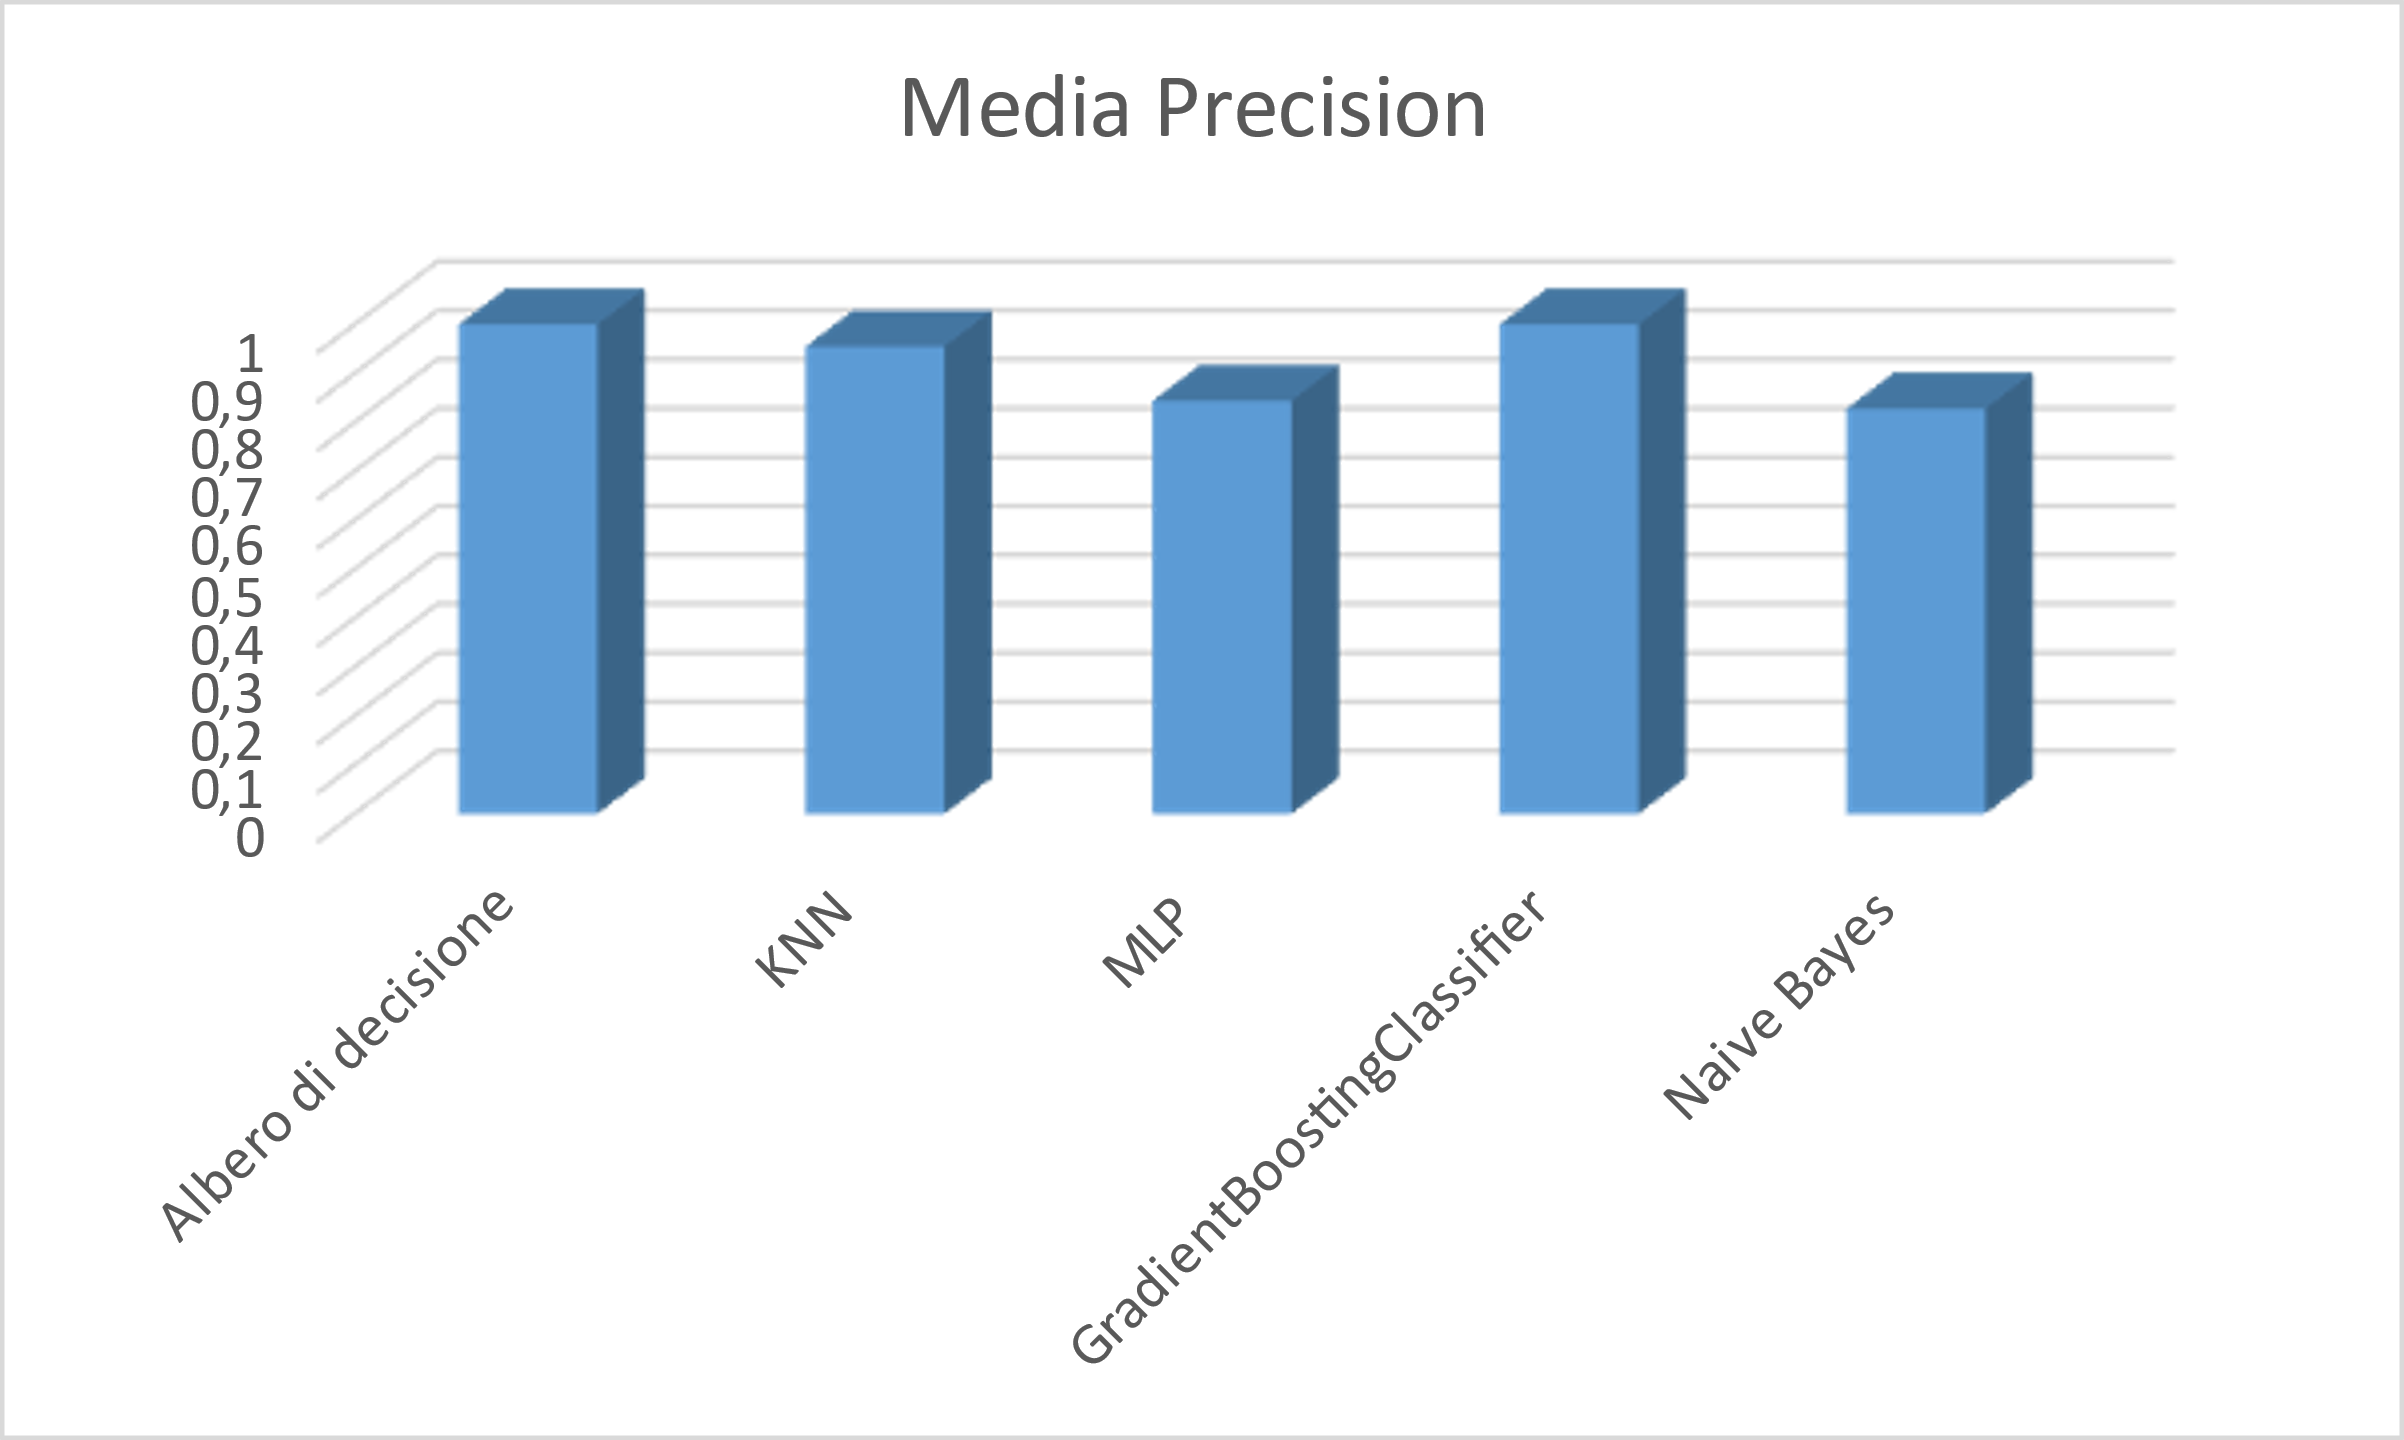 Media Precision
1
0,9
0,8
0,7
0,6
0,5
0,4
0,3
0,2
0,1
0
Albero di decisione
KNN
MLP
GradientBoostingClassifier
Naive Bayes